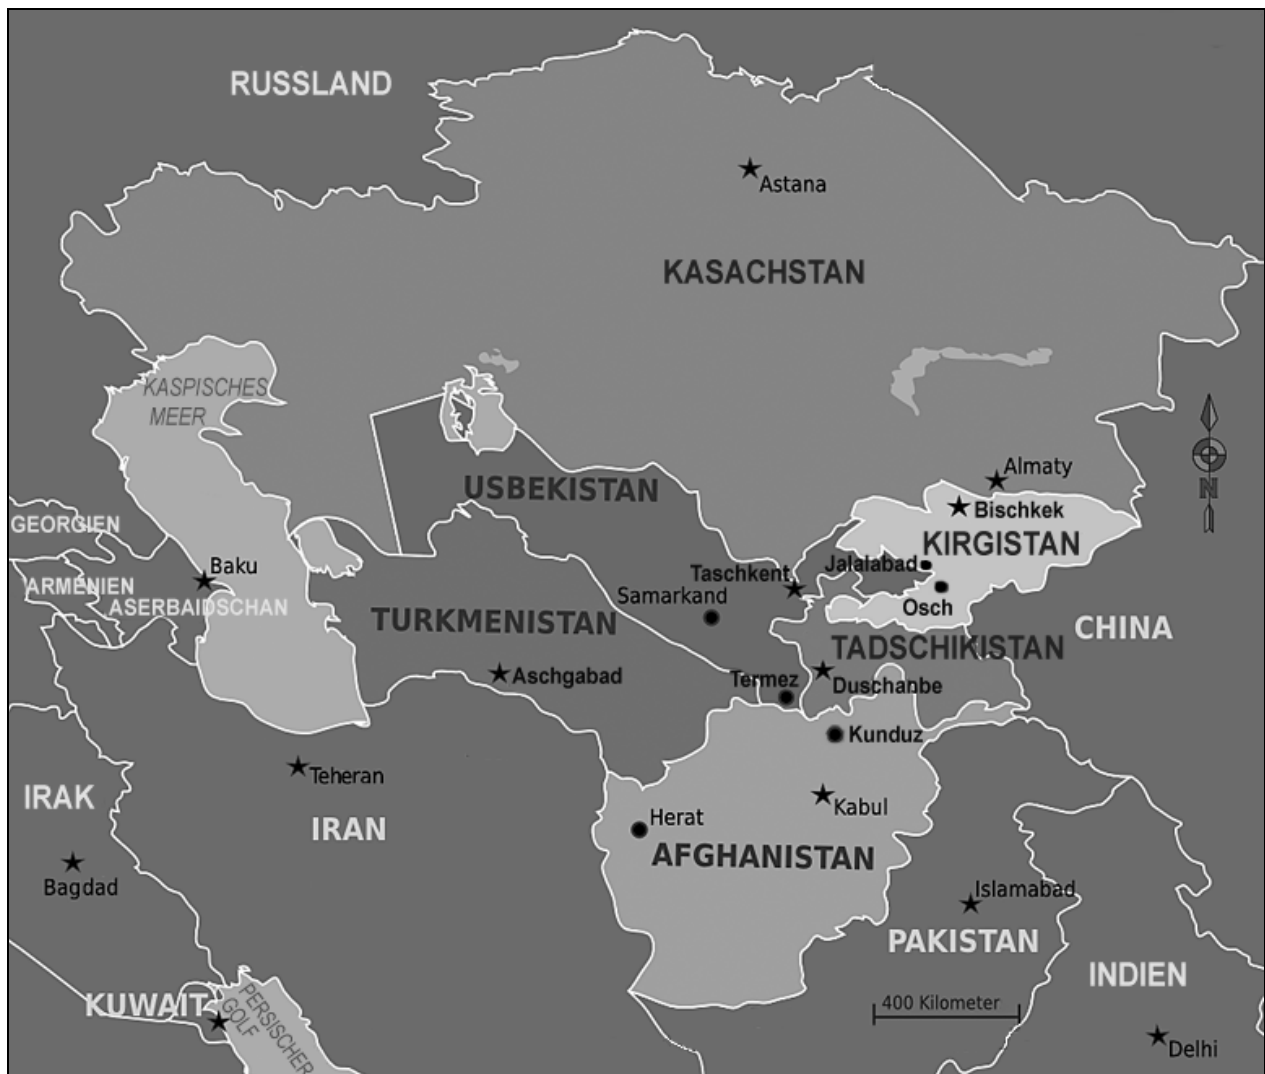 RUSSLAND
Astana
KASACHSTAN
KASPISCHES
MEER
Almaty
USBEKISTAN
N
Bischkek
GEORGIEN
KIRGISTAN
Baku
Jalalabad
Taschkent
ARMENIEN
Samarkand
ASERBAIDSCHAN
Osch
TURKMENISTAN
CHINA
TADSCHIKISTAN
Aschgabad
Termez
Duschanbe
Kunduz
Teheran
IRAK
Kabul
Herat
IRAN
AFGHANISTAN
Bagdad
Islamabad
PAKISTAN
INDIEN
KUWAIT
PERSISCHER
GOLF
400 Kilometer
Delhi